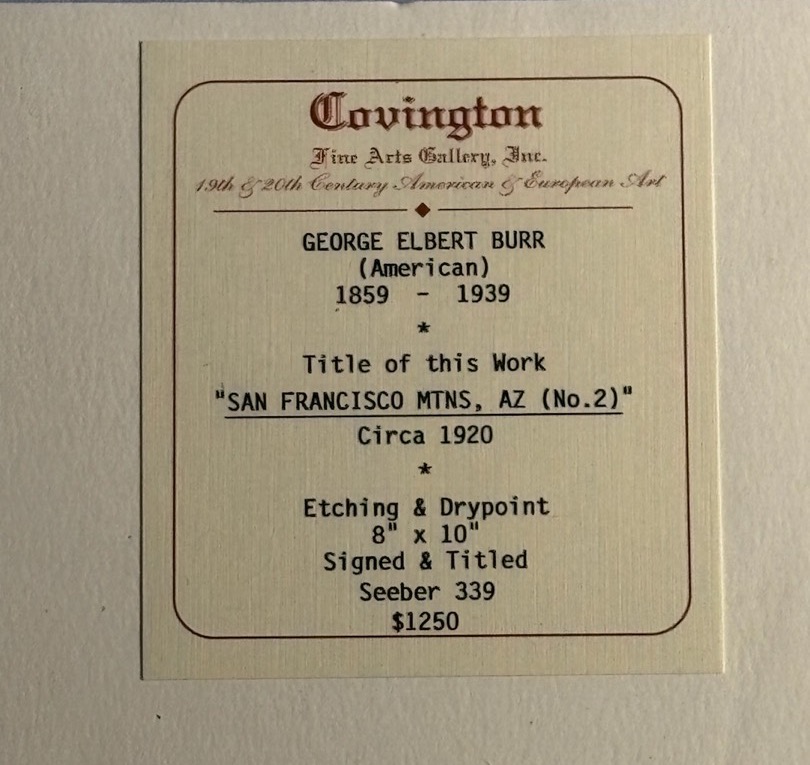 Covington
Fine Arts Gallery, Inc.
19th & 20th Century American & European Art
GEORGE ELBERT BURR
(American)
1859 - 1939
*
Title of this Work
"SAN FRANCISCO MTNS, AZ (No.2)"
Circa 1920
*
Etching & Drypoint
8" x 10"
Signed & Titled
Seeber 339
$1250